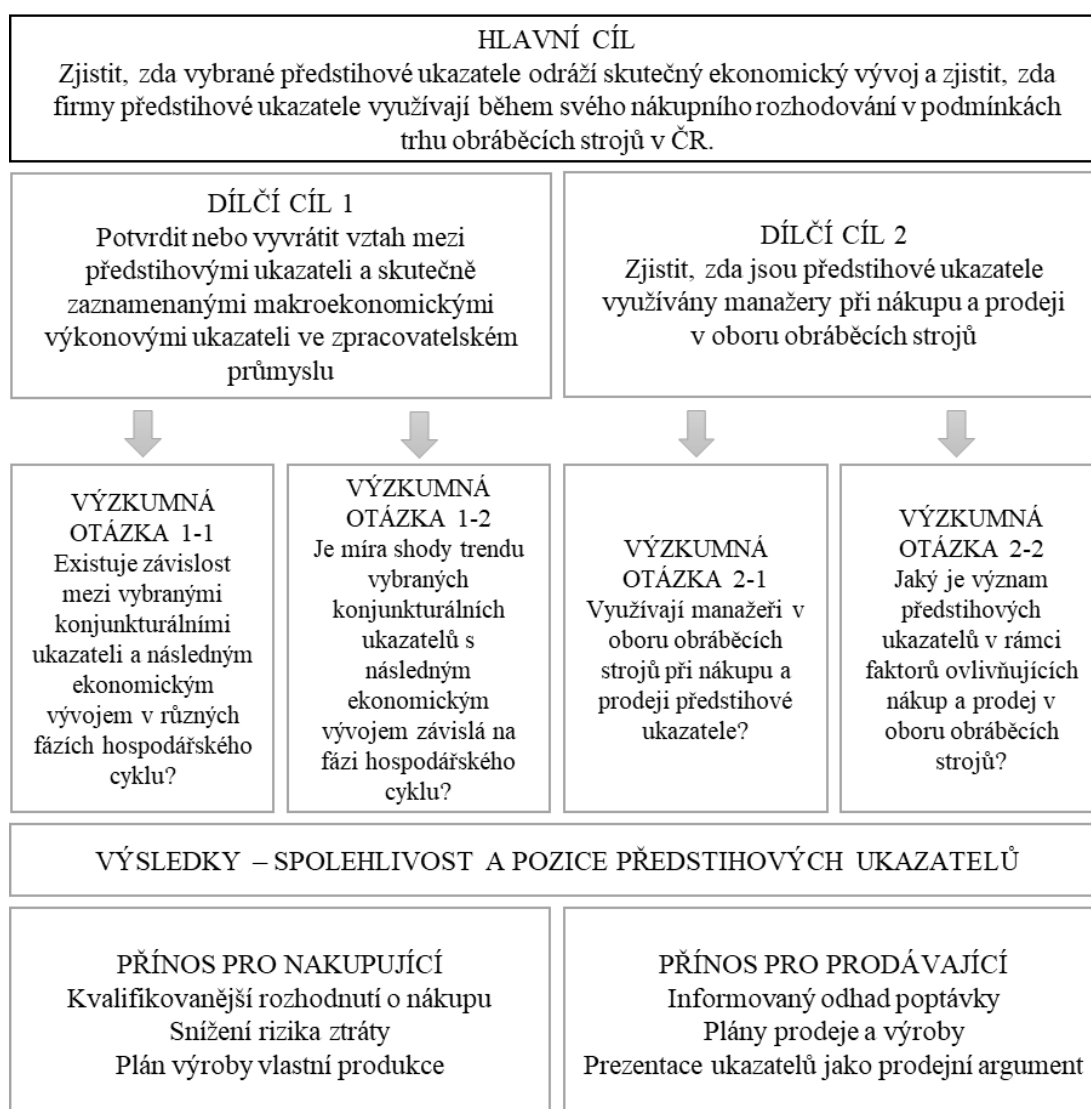 HLAVNÍ CÍL
Zjistit, zda vybrané předstihové ukazatele odráží skutečný ekonomický vývoj a zjistit, zda
firmy předstihové ukazatele využívají během svého nákupního rozhodování v podmínkách
trhu obráběcích strojů v ČR.
DÍLČÍ CÍL 1
Potvrdit nebo vyvrátit vztah mezi
předstihovými ukazateli a skutečně
zaznamenanými makroekonomickými
výkonovými ukazateli ve zpracovatelském
průmyslu
DÍLČÍ CÍL 2
Zjistit, zda jsou předstihové ukazatele
využívány manažery při nákupu a prodeji
v oboru obráběcích strojů
VÝZKUMNÁ
OTÁZKA 1-1
Existuje závislost
mezi vybranými
konjunkturálními
ukazateli a následným
ekonomickým
vývojem v různých
fázích hospodářského
cyklu?
VÝZKUMNÁ
OTÁZKA 1-2
Je míra shody trendu
vybraných
konjunkturálních
ukazatelů s
následným
ekonomickým
vývojem závislá na
fázi hospodářského
cyklu?
VÝZKUMNÁ
OTÁZKA 2-1
Využívají manažeři v
oboru obráběcích
strojů při nákupu a
prodeji předstihové
ukazatele?
VÝZKUMNÁ
OTÁZKA 2-2
Jaký je význam
předstihových
ukazatelů v rámci
faktorů ovlivňujících
nákup a prodej v
oboru obráběcích
strojů?
VÝSLEDKY – SPOLEHLIVOST A POZICE PŘEDSTIHOVÝCH UKAZATELŮ
PŘÍNOS PRO NAKUPUJÍCÍ
Kvalifikovanější rozhodnutí o nákupu
Snížení rizika ztráty
Plán výroby vlastní produkce
PŘÍNOS PRO PRODÁVAJÍCÍ
Informovaný odhad poptávky
Plány prodeje a výroby
Prezentace ukazatelů jako prodejní argument